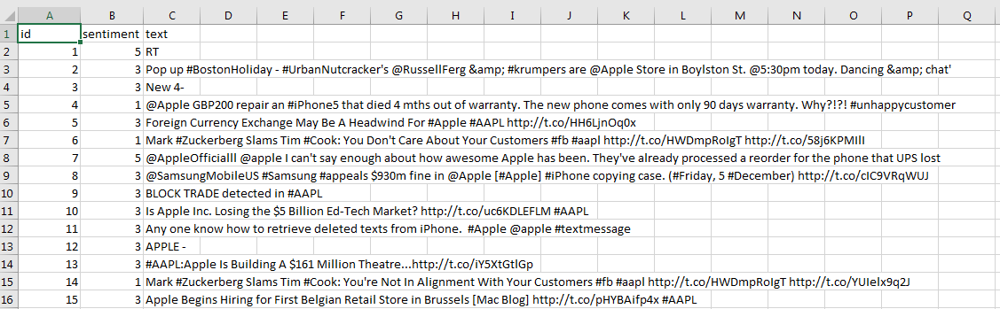 A B C D E F G H I J K L M N O P Q
1 id sentiment text
2 1 5 RT
3 2 3 Pop up #BostonHoliday - #UrbanNutcracker's @RussellFerg &amp; #krumpers are @Apple Store in Boylston St. @5:30pm today. Dancing &amp; chat'
4 3 3 New 4-
5 4 1 @Apple GBP200 repair an #iPhone5 that died 4 mths out of warranty. The new phone comes with only 90 days warranty. Why?!?! #unhappycustomer
6 5 3 Foreign Currency Exchange May Be A Headwind For #Apple #AAPL http://t.co/HH6LjnOq0x
7 6 1 Mark #Zuckerberg Slams Tim #Cook: You Don't Care About Your Customers #fb #aapl http://t.co/HWDmpRoIgT http://t.co/58j6KPMIlI
8 7 5 @AppleOfficialll @apple I can't say enough about how awesome Apple has been. They've already processed a reorder for the phone that UPS lost
9 8 3 @SamsungMobileUS #Samsung #appeals $930m fine in @Apple [#Apple] #iPhone copying case. (#Friday, 5 #December) http://t.co/cIC9VRqWUJ
10 9 3 BLOCK TRADE detected in #AAPL
11 10 3 Is Apple Inc. Losing the $5 Billion Ed-Tech Market? http://t.co/uc6KDLEFLM #AAPL
12 11 3 Any one know how to retrieve deleted texts from iPhone.  #Apple @apple #textmessage
13 12 3 APPLE -
14 13 3 #AAPL:Apple Is Building A $161 Million Theatre...http://t.co/iY5XtGtlGp
15 14 1 Mark #Zuckerberg Slams Tim #Cook: You're Not In Alignment With Your Customers #fb #aapl http://t.co/HWDmpRoIgT http://t.co/YUIelx9q2J
16 15 3 Apple Begins Hiring for First Belgian Retail Store in Brussels [Mac Blog] http://t.co/pHYBAifp4x #AAPL